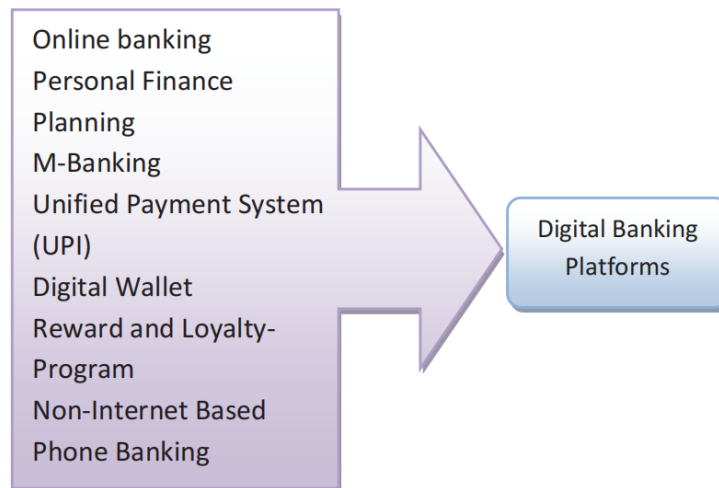 Online banking
Personal Finance
Planning
M-Banking
Unified Payment System
(UPI)
Digital Wallet
Reward and Loyalty-
Program
Non-Internet Based
Phone Banking
Digital Banking
Platforms